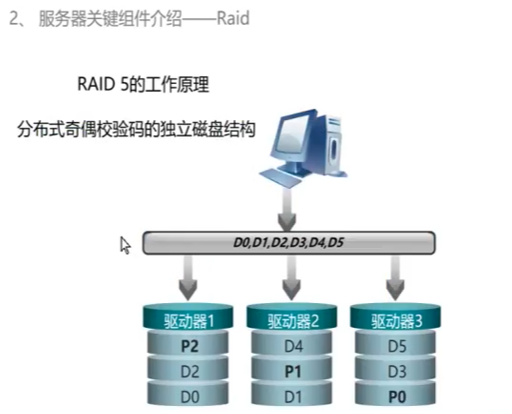 2、 服务器关键组件介绍——Raid
RAID 5的工作原理
分布式奇偶校验码的独立磁盘结构
D0,D1,D2,D3,D4,D5
驱动器1 驱动器2 驱动器3
P2 D4 D5
D2 P1 D3
D0 D1 P0